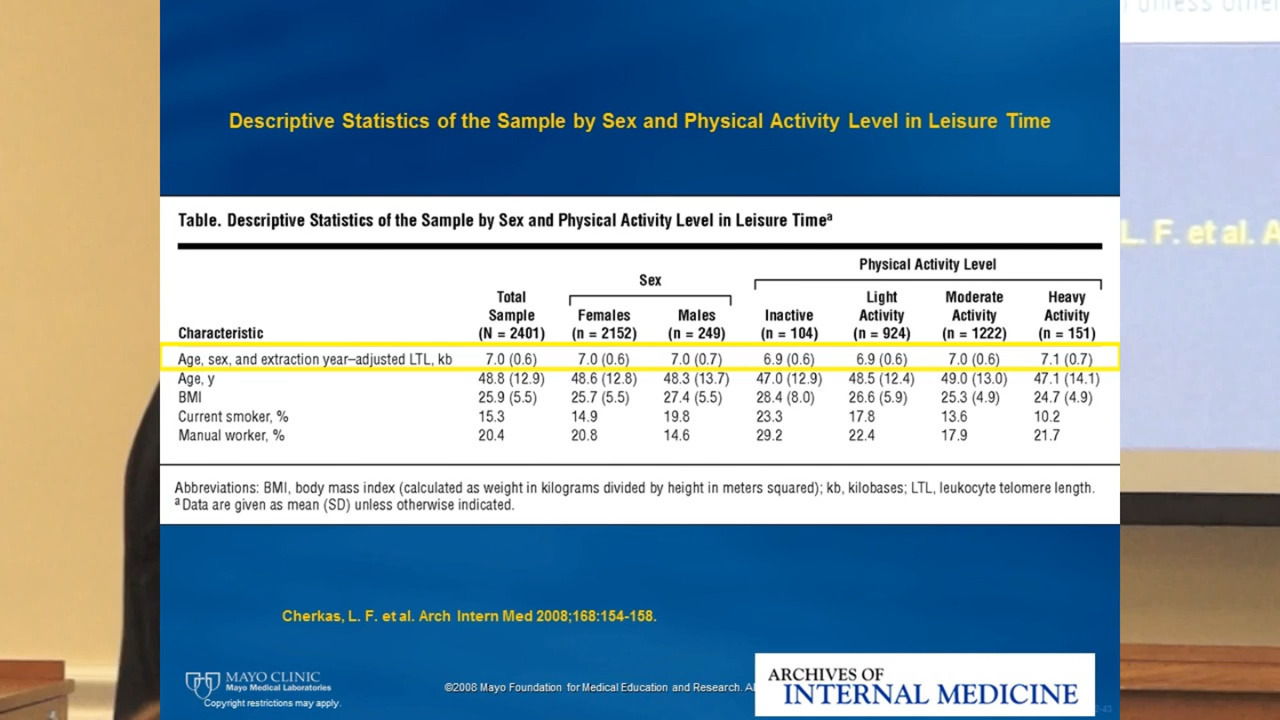 unless other
Descriptive Statistics of the Sample by Sex and Physical Activity Level in Leisure Time
Table. Descriptive Statistics of the Sample by Sex and Physical Activity Level in Leisure Timeᵃ
Physical Activity Level
Sex
Total Sample (N = 2401) Females (n = 2152) Males (n = 249) Inactive (n = 104) Light Activity (n = 924) Moderate Activity (n = 1222) Heavy Activity (n = 151)
Characteristic
Age, sex, and extraction year–adjusted LTL, kb 7.0 (0.6) 7.0 (0.6) 7.0 (0.7) 6.9 (0.6) 6.9 (0.6) 7.0 (0.6) 7.1 (0.7)
Age, y 48.8 (12.9) 48.6 (12.8) 48.3 (13.7) 47.0 (12.9) 48.5 (12.4) 49.0 (13.0) 47.1 (14.1)
BMI 25.9 (5.5) 25.7 (5.5) 27.4 (5.5) 28.4 (8.0) 26.6 (5.9) 25.3 (4.9) 24.7 (4.9)
Current smoker, % 15.3 14.9 19.8 23.3 17.8 13.6 10.2
Manual worker, % 20.4 20.8 14.6 29.2 22.4 17.9 21.7
Abbreviations: BMI, body mass index (calculated as weight in kilograms divided by height in meters squared); kb, kilobases; LTL, leukocyte telomere length.
ᵃData are given as mean (SD) unless otherwise indicated.
L. F. et al. A
Cherkas, L. F. et al. Arch Intern Med 2008;168:154-158.
MAYO CLINIC
Mayo Medical Laboratories
Copyright restrictions may apply.
©2008 Mayo Foundation for Medical Education and Research.
ARCHIVES OF
INTERNAL MEDICINE